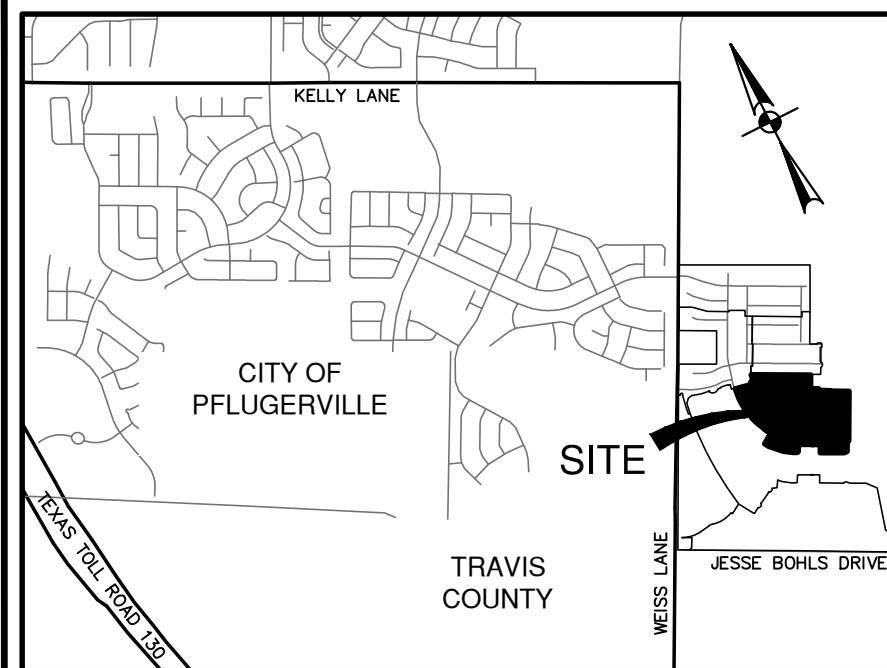 KELLY LANE
CITY OF
PFLUGERVILLE
SITE
TRAVIS
COUNTY
WEISS LANE
JESSE BOHLS DRIVE
TEXAS TOLL ROAD 130